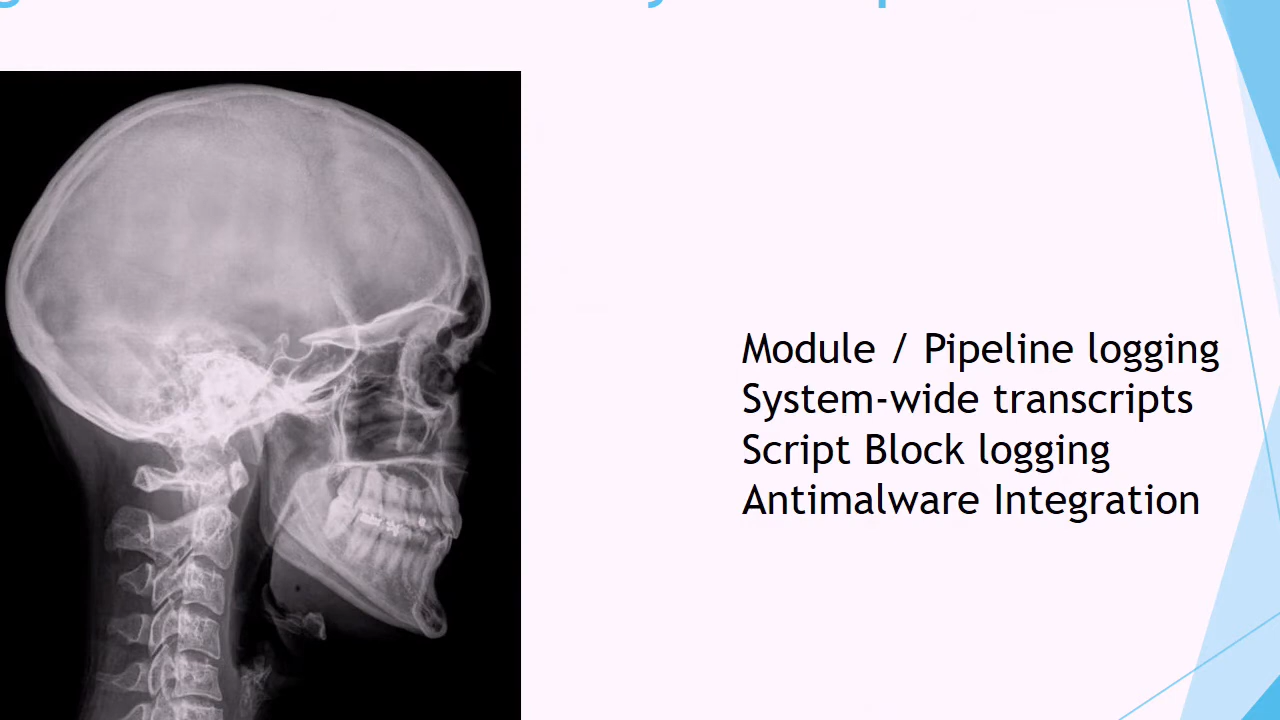 Module / Pipeline logging
System-wide transcripts
Script Block logging
Antimalware Integration